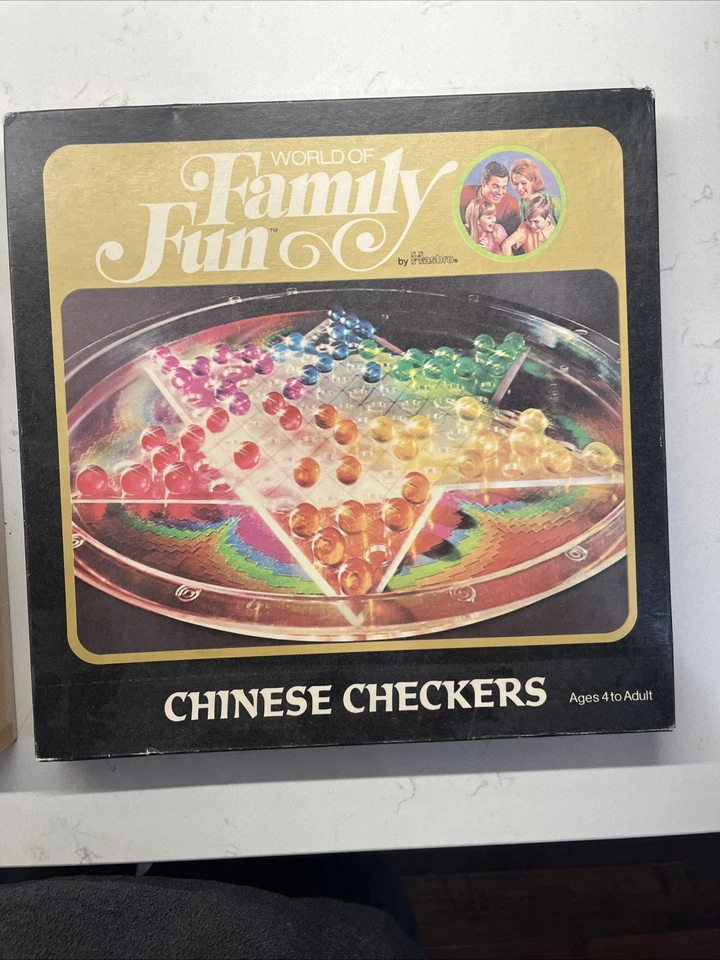 WORLD OF
Family
Fun™
by Hasbro®
CHINESE CHECKERS
Ages 4 to Adult